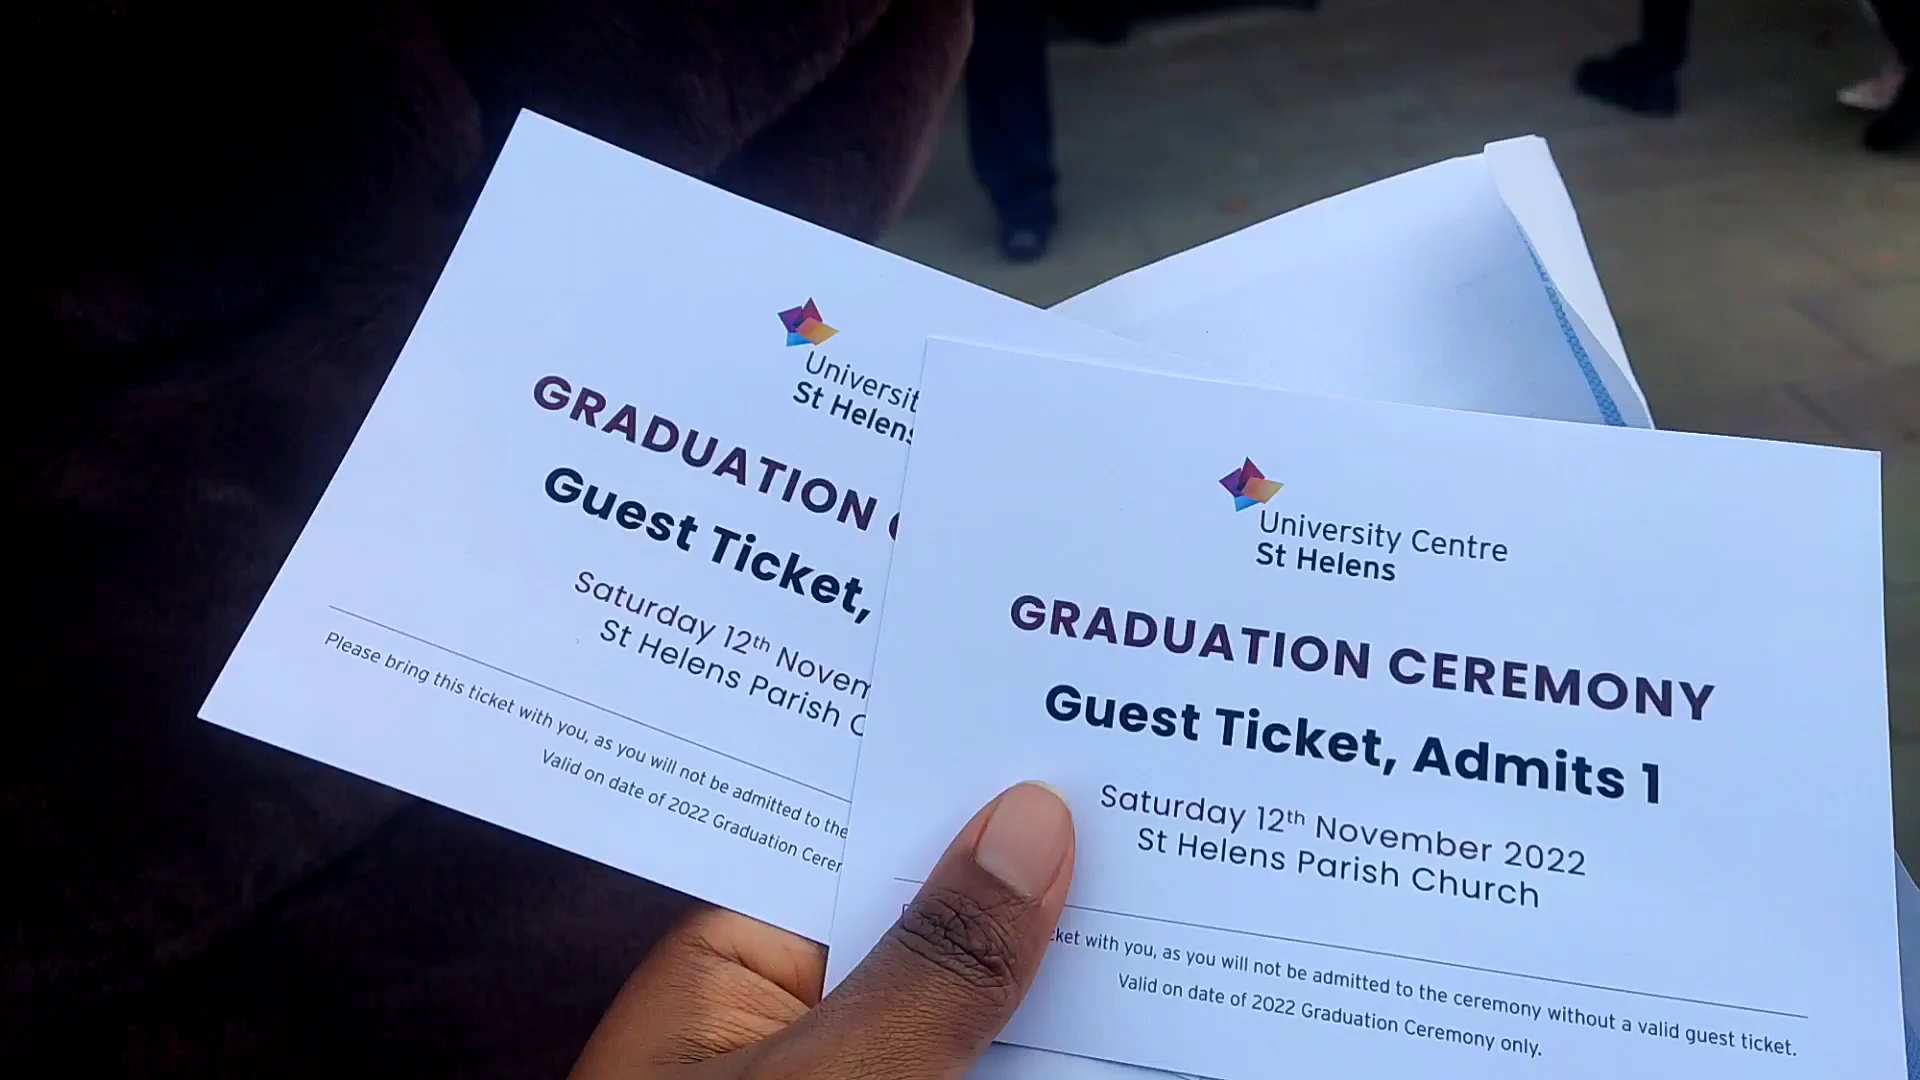 Universit
St Helens
GRADUATION
Guest Ticket,
Saturday 12th Novem
St Helens Parish C
Please bring this ticket with you, as you will not be admitted to the
Valid on date of 2022 Graduation Cerem
University Centre
St Helens
GRADUATION CEREMONY
Guest Ticket, Admits 1
Saturday 12th November 2022
St Helens Parish Church
ticket with you, as you will not be admitted to the ceremony without a valid guest ticket.
Valid on date of 2022 Graduation Ceremony only.